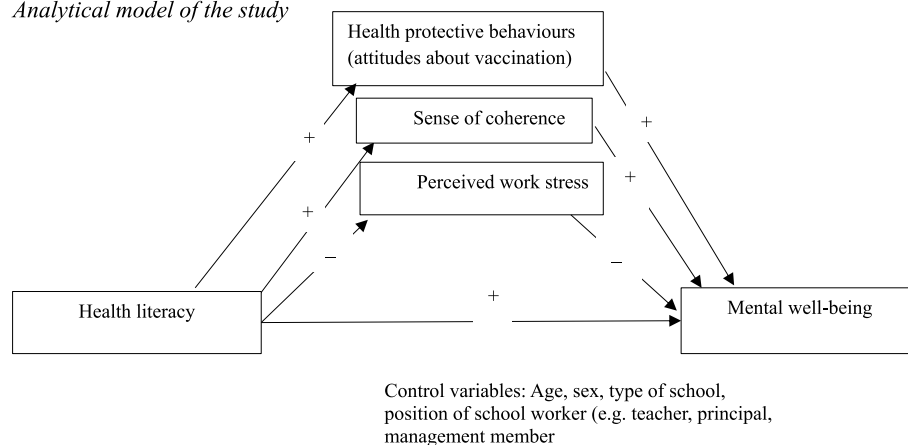 Analytical model of the study
Health protective behaviours
(attitudes about vaccination)
+
Sense of coherence
+
+
Perceived work stress
+
–
–
+
Health literacy
Mental well-being
Control variables: Age, sex, type of school,
position of school worker (e.g. teacher, principal,
management member